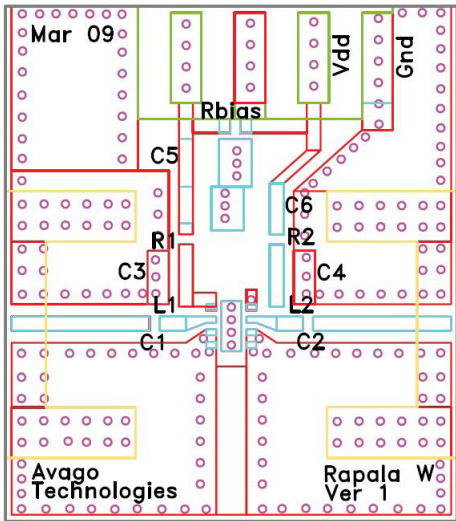 Mar 09
Vdd
Gnd
Rbias
C5
C6
R1
R2
C3
C4
L1
L2
C1
C2
Avago
Technologies
Rapala W
Ver 1